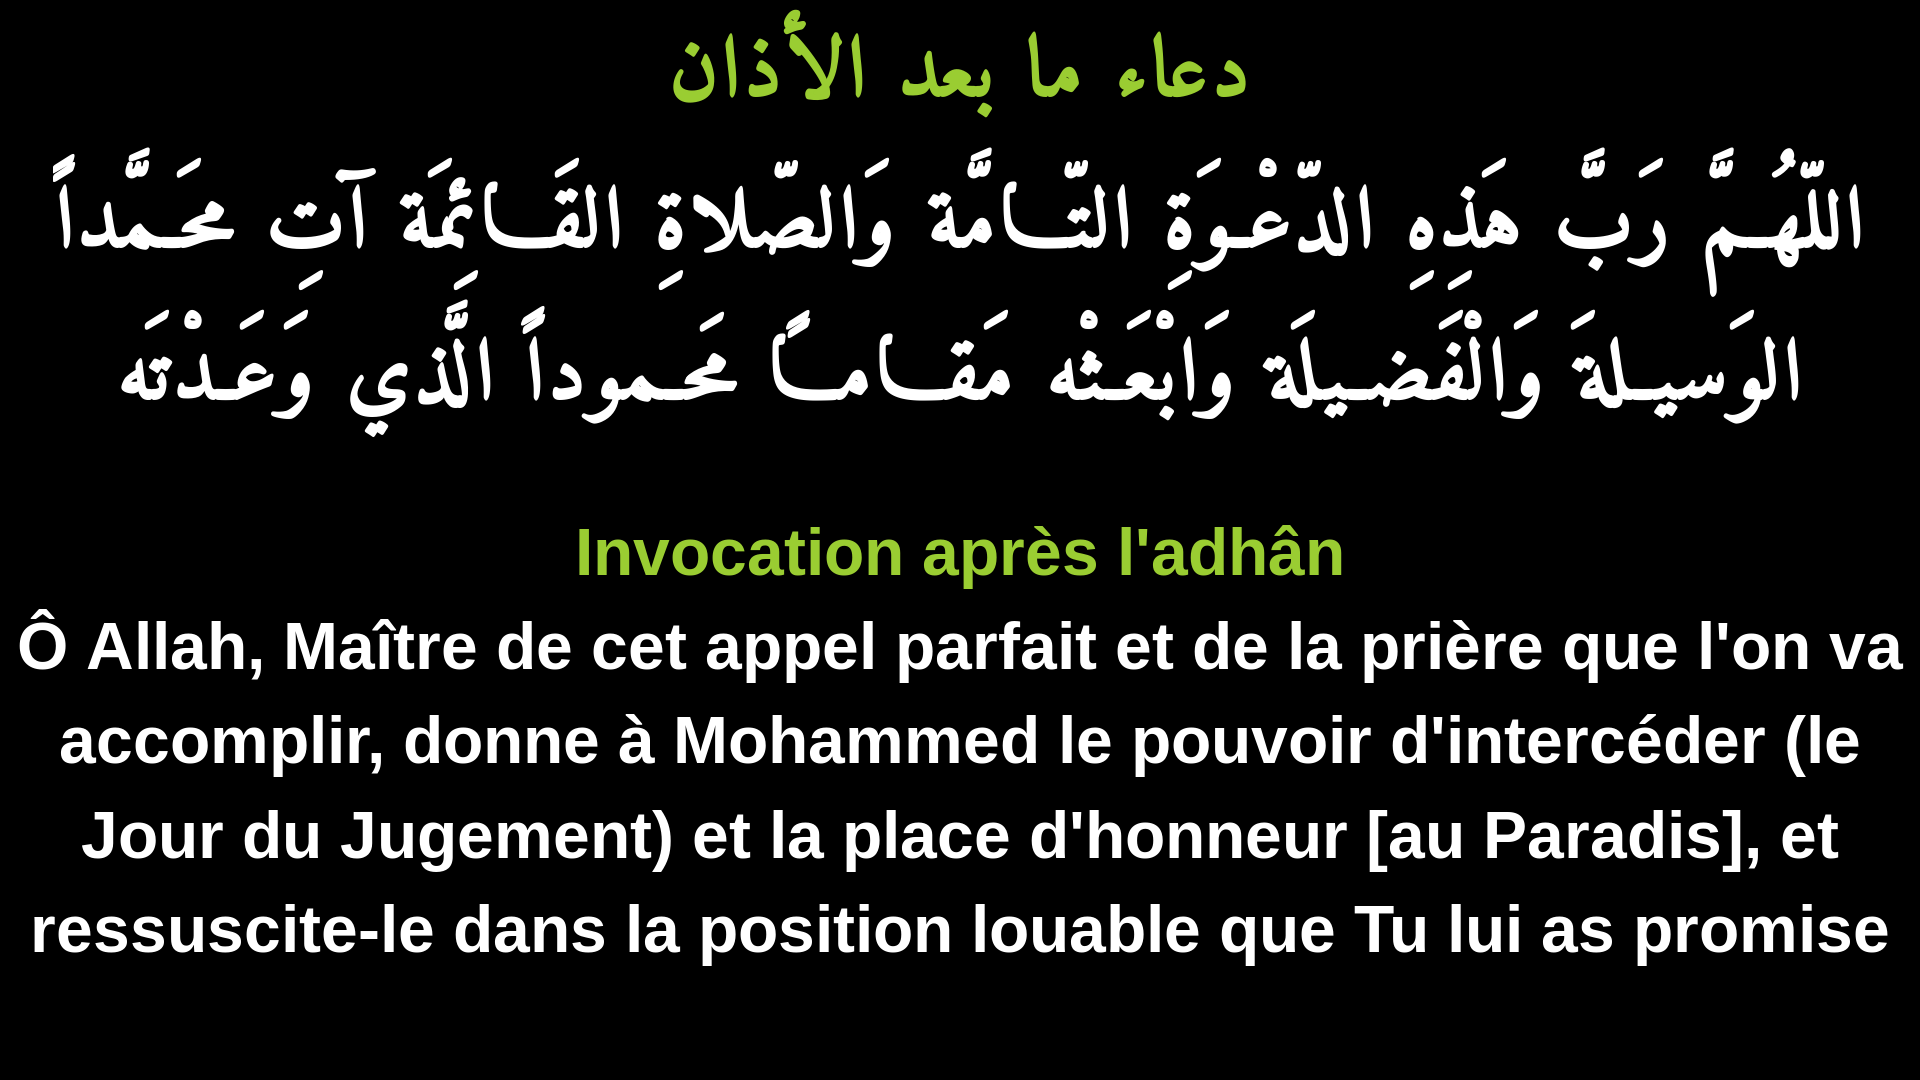 دعاء ما بعد الأذان
اللّهُـمَّ رَبَّ هَذِهِ الدّعْـوَةِ التّـامَّة وَالصّلاةِ القَـائِمَة آتِ محَـمَّداً
الوَسيـلةَ وَالْفَضـيلَة وَابْعَـثْه مَقـامـاً مَحـموداً الَّذي وَعَـدْتَه
Invocation après l'adhân
Ô Allah, Maître de cet appel parfait et de la prière que l'on va
accomplir, donne à Mohammed le pouvoir d'intercéder (le
Jour du Jugement) et la place d'honneur [au Paradis], et
ressuscite-le dans la position louable que Tu lui as promise